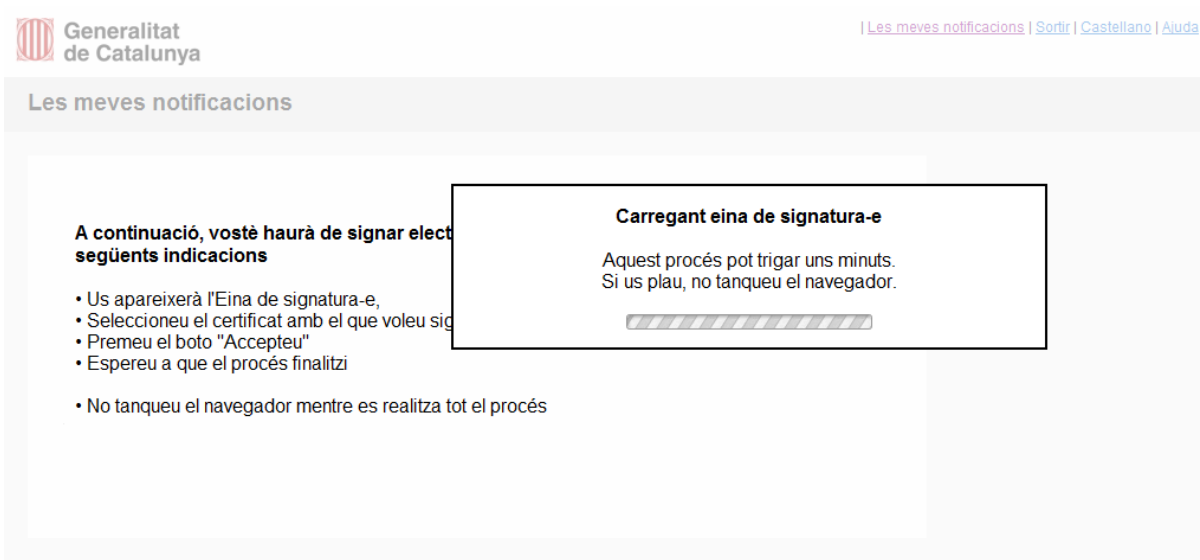 Generalitat
de Catalunya
| Les meves notificacions | Sortir | Castellano | Ajuda
Les meves notificacions
A continuació, vostè haurà de signar elect
següents indicacions
• Us apareixerà l'Eina de signatura-e,
• Seleccioneu el certificat amb el que voleu sig
• Premeu el boto "Accepteu"
• Espereu a que el procés finalitzi
• No tanqueu el navegador mentre es realitza tot el procés
Carregant eina de signatura-e
Aquest procés pot trigar uns minuts.
Si us plau, no tanqueu el navegador.